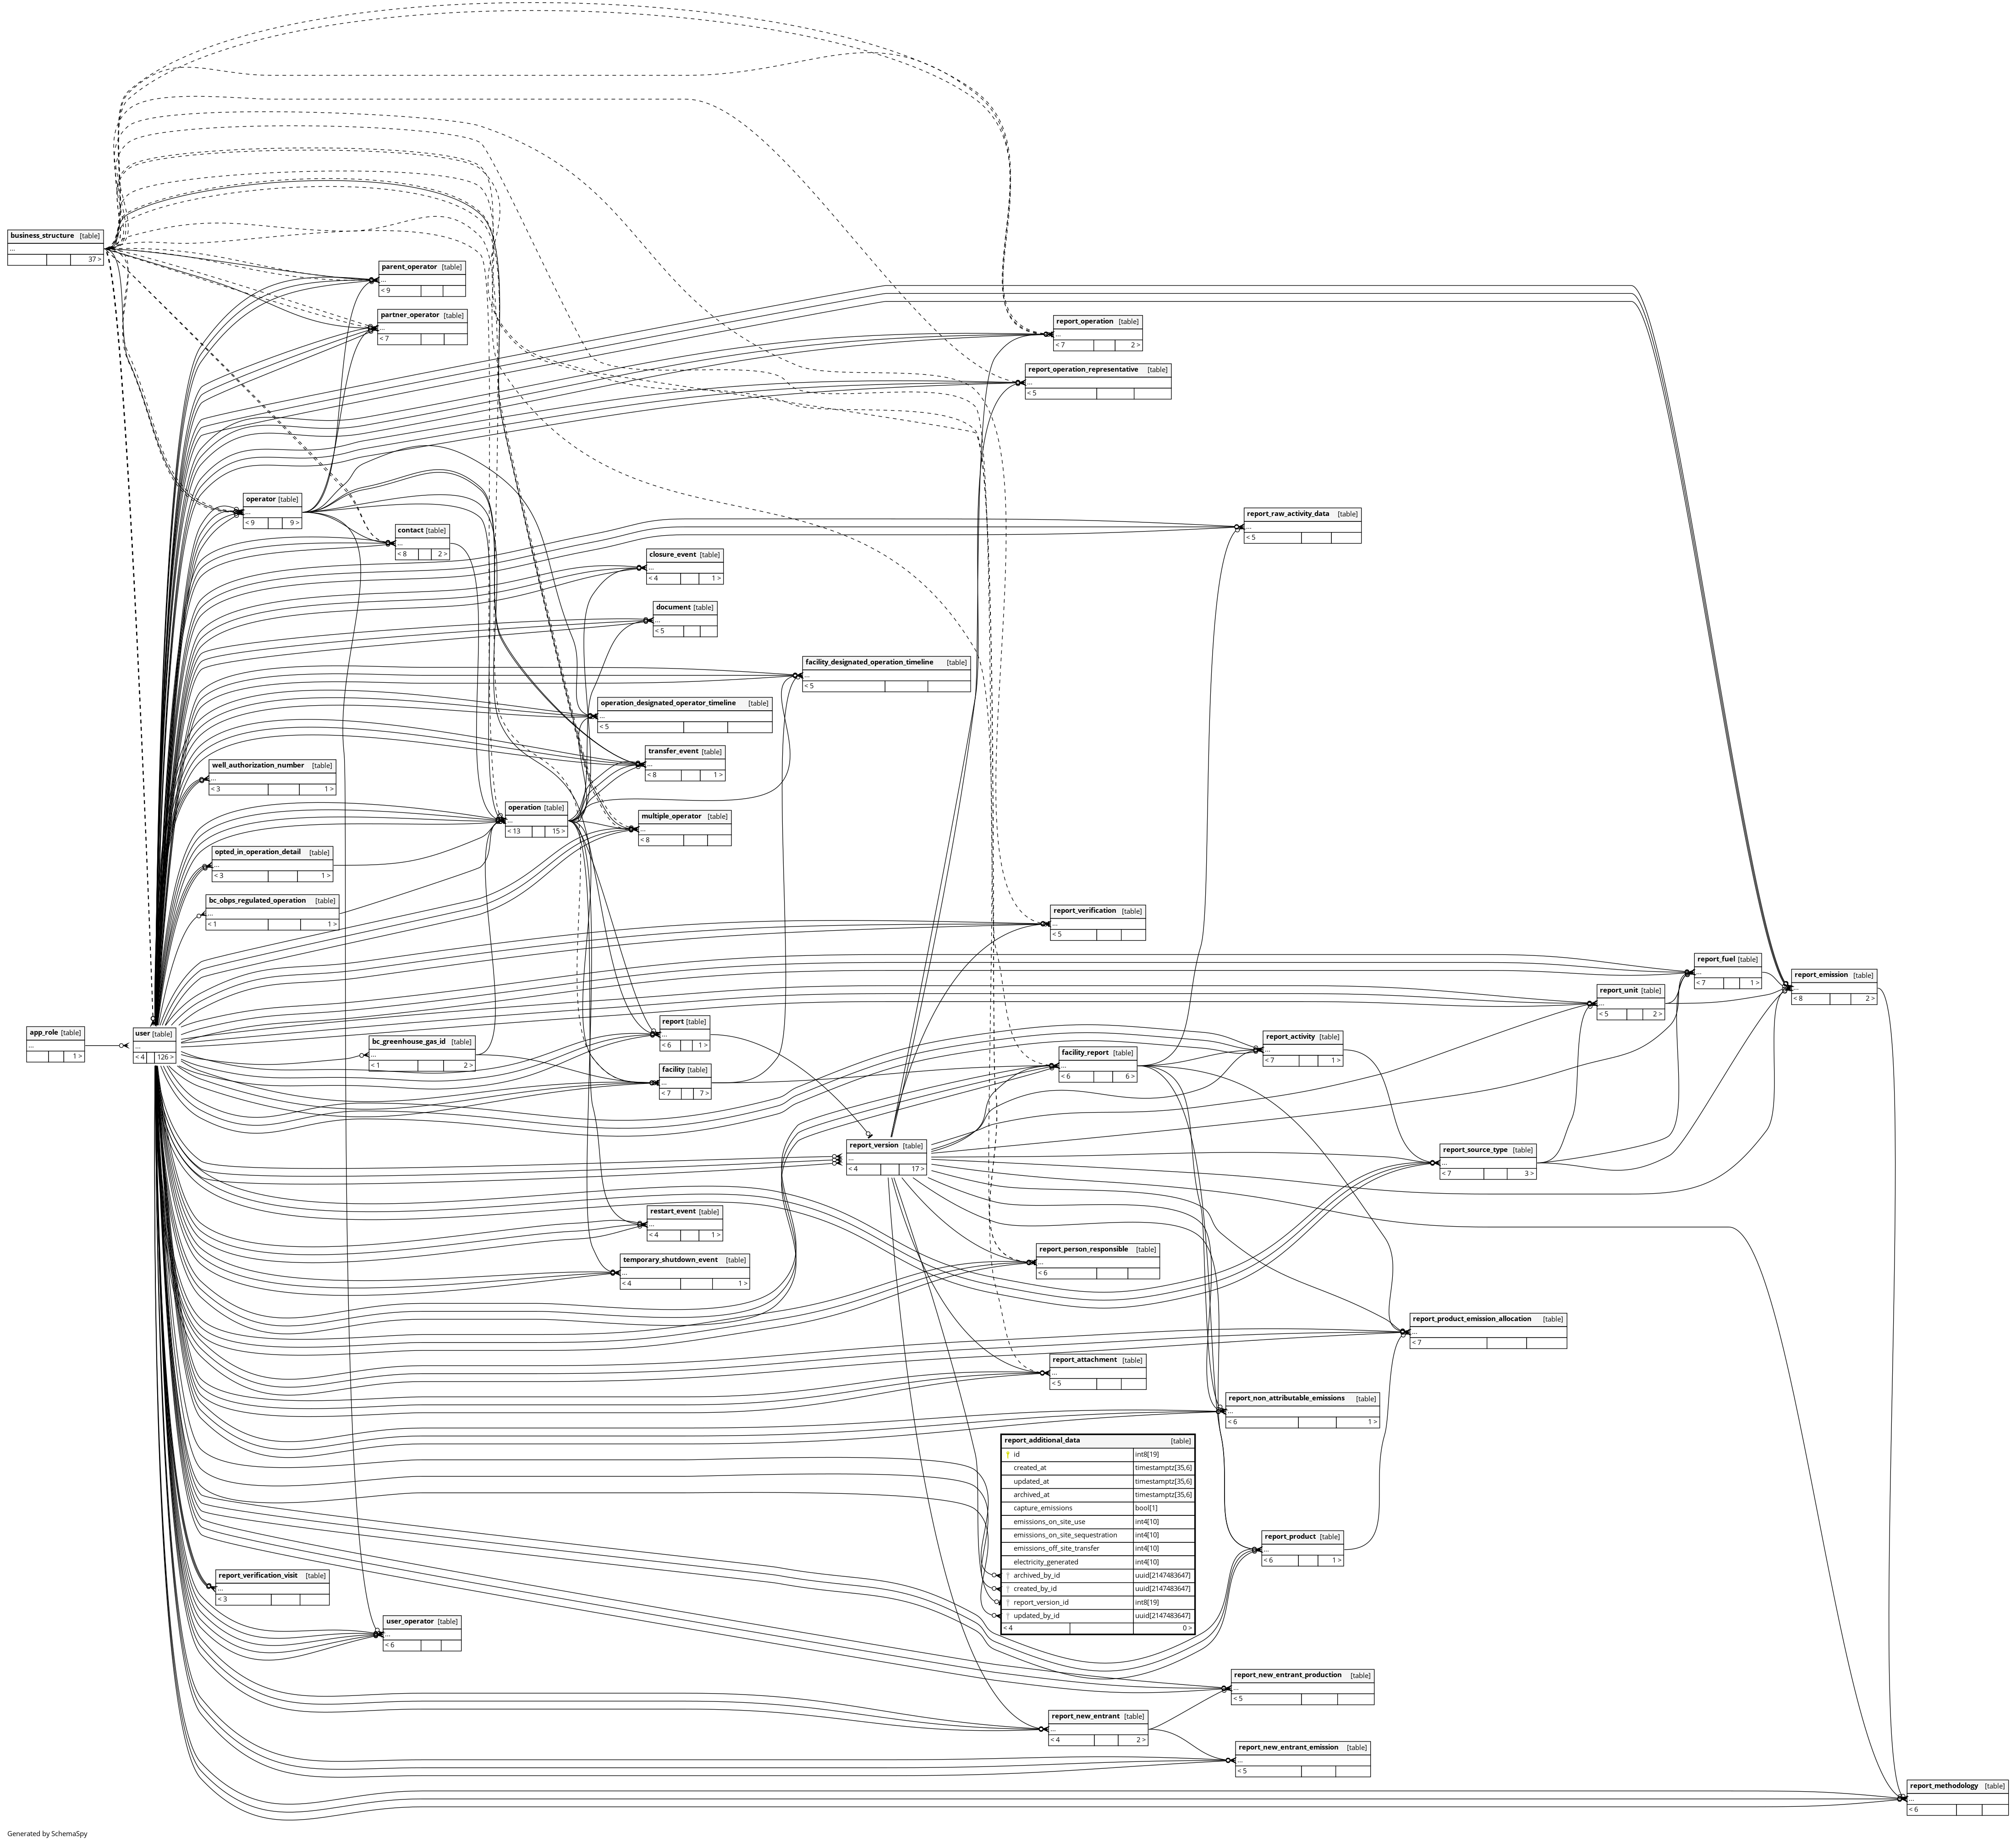 business_structure [table]
...
37 >
parent_operator [table]
...
< 9
partner_operator [table]
...
< 7
report_operation [table]
...
< 7 2 >
report_operation_representative [table]
...
< 5
operator [table]
...
< 9 9 >
contact [table]
...
< 8 2 >
report_raw_activity_data [table]
...
< 5
closure_event [table]
...
< 4 1 >
document [table]
...
< 5
facility_designated_operation_timeline [table]
...
< 5
operation_designated_operator_timeline [table]
...
< 5
transfer_event [table]
...
< 8 1 >
well_authorization_number [table]
...
< 3 1 >
operation [table]
...
< 13 15 >
multiple_operator [table]
...
< 8
opted_in_operation_detail [table]
...
< 3 1 >
bc_obps_regulated_operation [table]
...
< 1 1 >
report_verification [table]
...
< 5
report_fuel [table]
...
< 7 1 >
report_emission [table]
...
< 8 2 >
report_unit [table]
...
< 5 2 >
app_role [table]
...
1 >
user [table]
...
< 4 126 >
bc_greenhouse_gas_id [table]
...
< 1 2 >
report [table]
...
< 6 1 >
facility [table]
...
< 7 7 >
facility_report [table]
...
< 6 6 >
report_activity [table]
...
< 7 1 >
report_version [table]
...
< 4 17 >
report_source_type [table]
...
< 7 3 >
restart_event [table]
...
< 4 1 >
temporary_shutdown_event [table]
...
< 4 1 >
report_person_responsible [table]
...
< 6
report_product_emission_allocation [table]
...
< 7
report_attachment [table]
...
< 5
report_non_attributable_emissions [table]
...
< 6 1 >
report_additional_data [table]
id int8[19]
created_at timestamptz[35,6]
updated_at timestamptz[35,6]
archived_at timestamptz[35,6]
capture_emissions bool[1]
emissions_on_site_use int4[10]
emissions_on_site_sequestration int4[10]
emissions_off_site_transfer int4[10]
electricity_generated int4[10]
archived_by_id uuid[2147483647]
created_by_id uuid[2147483647]
report_version_id int8[19]
updated_by_id uuid[2147483647]
< 4 0 >
report_product [table]
...
< 6 1 >
report_verification_visit [table]
...
< 3
user_operator [table]
...
< 6
report_new_entrant_production [table]
...
< 5
report_new_entrant [table]
...
< 4 2 >
report_new_entrant_emission [table]
...
< 5
report_methodology [table]
...
< 6
Generated by SchemaSpy